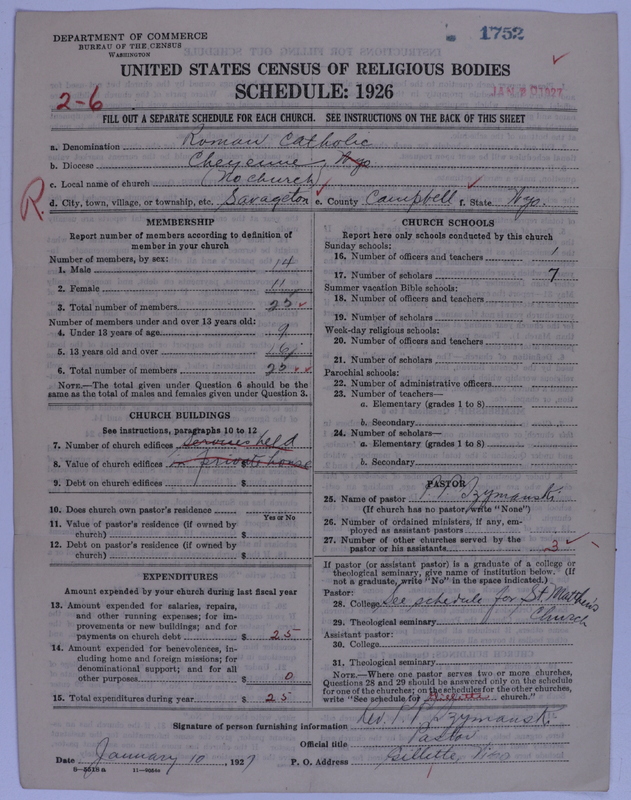 DEPARTMENT OF COMMERCE
BUREAU OF THE CENSUS
WASHINGTON
1752
UNITED STATES CENSUS OF RELIGIOUS BODIES
SCHEDULE: 1926
2-6
FILL OUT A SEPARATE SCHEDULE FOR EACH CHURCH. SEE INSTRUCTIONS ON THE BACK OF THIS SHEET
R.
a. Denomination Roman Catholic
b. Diocese Cheyenne, Wyo
c. Local name of church No church
d. City, town, village, or township, etc. Savageton e. County Campbell f. State Wyo.
MEMBERSHIP
Report number of members according to definition of
member in your church
Number of members, by sex:
1. Male 14
2. Female 11
3. Total number of members 25
Number of members under and over 13 years old:
4. Under 13 years of age 9
5. 13 years old and over 16
6. Total number of members 25
NOTE.—The total given under Question 6 should be the
same as the total of males and females given under Question 3.
CHURCH BUILDINGS
See instructions, paragraphs 10 to 12
7. Number of church edifices Services held
8. Value of church edifices in private house
9. Debt on church edifices $
10. Does church own pastor's residence
Yes or No
11. Value of pastor's residence (if owned by
church) $
12. Debt on pastor's residence (if owned by
church) $
EXPENDITURES
Amount expended by your church during last fiscal year
13. Amount expended for salaries, repairs,
and other running expenses; for im-
provements or new buildings; and for
payments on church debt $ 25
14. Amount expended for benevolences, in-
cluding home and foreign missions; for
denominational support; and for all
other purposes $ 0
15. Total expenditures during year $ 25
CHURCH SCHOOLS
Report here only schools conducted by this church
Sunday schools:
16. Number of officers and teachers 1
17. Number of scholars 7
Summer vacation Bible schools:
18. Number of officers and teachers
19. Number of scholars
Week-day religious schools:
20. Number of officers and teachers
21. Number of scholars
Parochial schools:
22. Number of administrative officers
23. Number of teachers—
a. Elementary (grades 1 to 8)
b. Secondary
24. Number of scholars—
a. Elementary (grades 1 to 8)
b. Secondary
PASTOR
25. Name of pastor P. P. Dzymanski
(If church has no pastor, write "None")
26. Number of ordained ministers, if any, em-
ployed as assistant pastors
27. Number of other churches served by the
pastor or his assistants 3
If pastor (or assistant pastor) is a graduate of a college or
theological seminary, give name of institution below. (If
not a graduate, write "No" in the space indicated.)
Pastor:
28. College See schedule for St. Matthew's
29. Theological seminary Church
Assistant pastor:
30. College
31. Theological seminary
NOTE.—Where one pastor serves two or more churches,
Questions 28 and 29 should be answered only on the schedule
for one of the churches; on the schedules for the other churches,
write "See schedule for Gillette church."
Signature of person furnishing information Rev. P. P. Dzymanski
Official title Pastor
Date January 10, 1927 P. O. Address Gillette, Wyo
8—5518 a 11—9056c